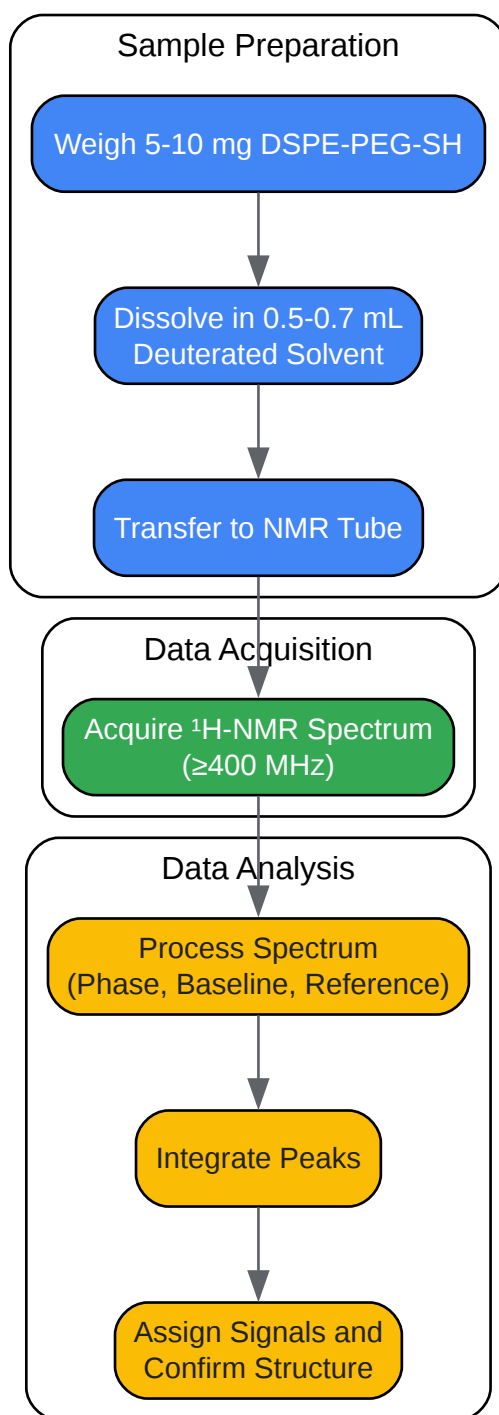 Sample Preparation
Weigh 5-10 mg DSPE-PEG-SH
Dissolve in 0.5-0.7 mL
Deuterated Solvent
Transfer to NMR Tube
Data Acquisition
Acquire ¹H-NMR Spectrum
(≥400 MHz)
Data Analysis
Process Spectrum
(Phase, Baseline, Reference)
Integrate Peaks
Assign Signals and
Confirm Structure